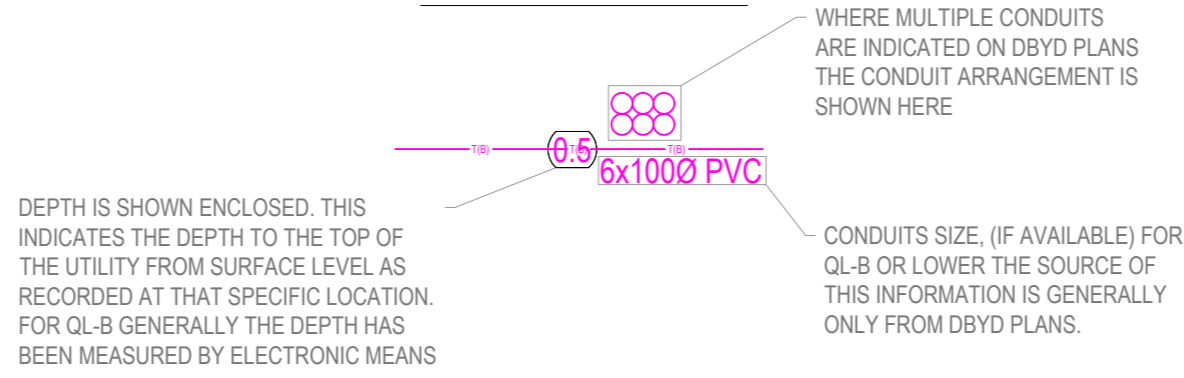 WHERE MULTIPLE CONDUITS
ARE INDICATED ON DBYD PLANS
THE CONDUIT ARRANGEMENT IS
SHOWN HERE
T(B) 0.5 T(B) T(B)
6x100Ø PVC
DEPTH IS SHOWN ENCLOSED. THIS
INDICATES THE DEPTH TO THE TOP OF
THE UTILITY FROM SURFACE LEVEL AS
RECORDED AT THAT SPECIFIC LOCATION.
FOR QL-B GENERALLY THE DEPTH HAS
BEEN MEASURED BY ELECTRONIC MEANS
CONDUITS SIZE, (IF AVAILABLE) FOR
QL-B OR LOWER THE SOURCE OF
THIS INFORMATION IS GENERALLY
ONLY FROM DBYD PLANS.